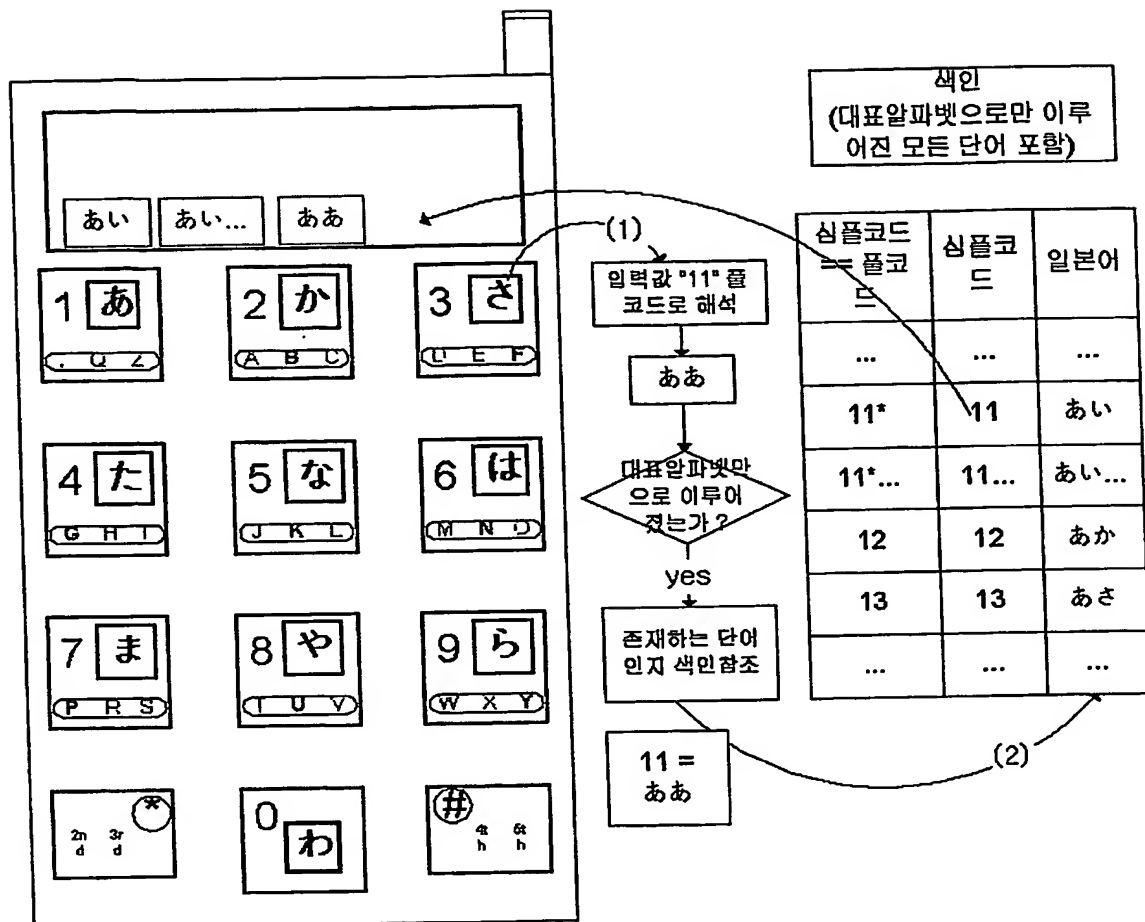 あい あい... ああ
1 あ
. Q Z
2 か
A B C
3 さ
D E F
4 た
G H I
5 な
J K L
6 は
M N O
7 ま
P R S
8 や
T U V
9 ら
W X Y
*
2n
d
3r
d
0
わ
#
4t
h
5t
h
(1)
입력값 "11" 풀
코드로 해석
ああ
대표알파벳만
으로 이루어
졌는가 ?
yes
존재하는 단어
인지 색인참조
11 =
ああ
(2)
색인
(대표알파벳으로만 이루
어진 모든 단어 포함)
심플코드
== 풀코
드
심플코
드
일본어
... ... ...
11* 11 あい
11*... 11... あい...
12 12 あか
13 13 あさ
... ... ...